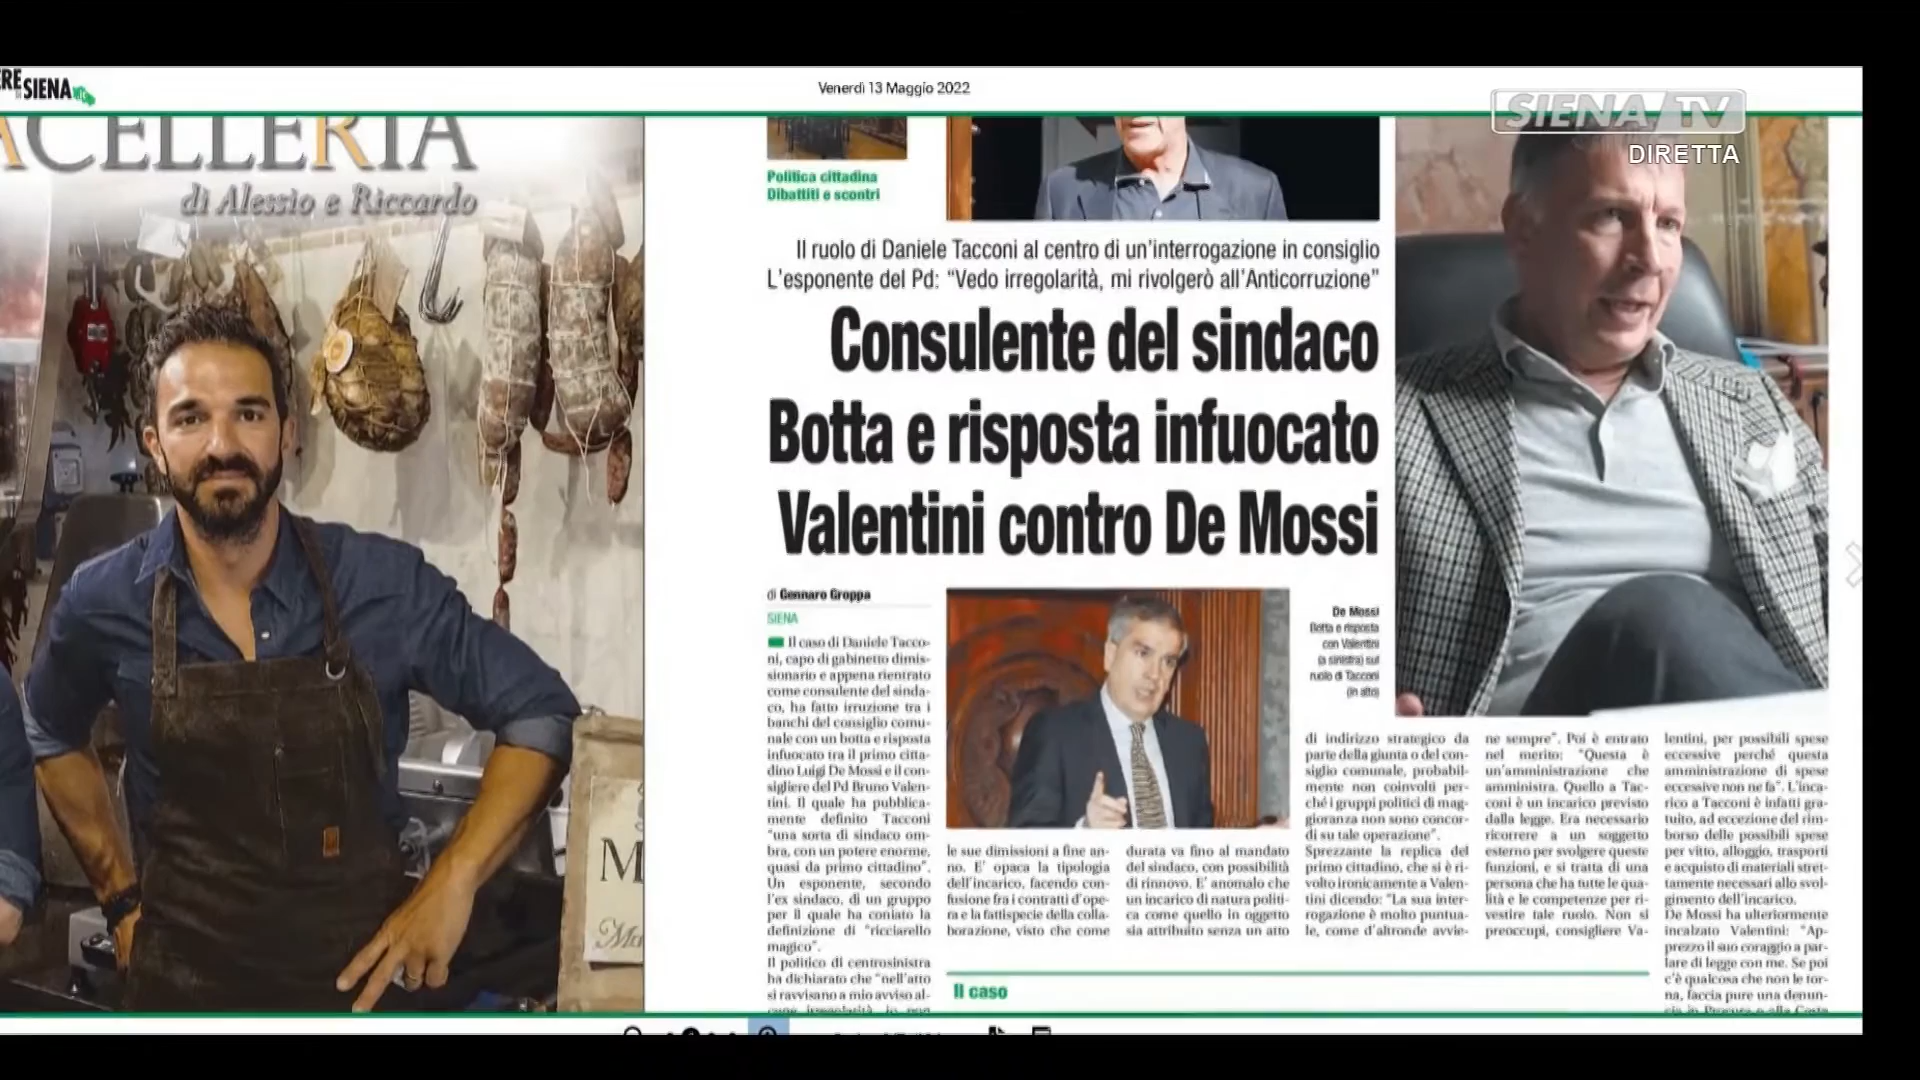 SIENA
Venerdì 13 Maggio 2022
SIENA TV
DIRETTA
ACELLERIA
di Alessio e Riccardo
Politica cittadina
Dibattiti e scontri
Il ruolo di Daniele Tacconi al centro di un'interrogazione in consiglio
L'esponente del Pd: "Vedo irregolarità, mi rivolgerò all'Anticorruzione"
Consulente del sindaco
Botta e risposta infuocato
Valentini contro De Mossi
di Gennaro Groppa
SIENA
Il caso di Daniele Tacco-
ni, capo di gabinetto dimis-
sionario e appena rientrato
come consulente del sinda-
co, ha fatto irruzione tra i
banchi del consiglio comu-
nale con un botta e risposta
infuocato tra il primo citta-
dino Luigi De Mossi e il con-
sigliere del Pd Bruno Valen-
tini. Il quale ha pubblica-
mente definito Tacconi
"una sorta di sindaco om-
bra, con un potere enorme,
quasi da primo cittadino".
Un esponente, secondo
l'ex sindaco, di un gruppo
per il quale ha coniato la
definizione di "ricciarello
magico".
Il politico di centrosinistra
ha dichiarato che "nell'atto
si ravvisano a mio avviso al-
cune irregolarità, io non
De Mossi
Botta e risposta
con Valentini
(a sinistra) sul
ruolo di Tacconi
(in alto)
le sue dimissioni a fine an-
no. E' opaca la tipologia
dell'incarico, facendo con-
fusione fra i contratti d'ope-
ra e la fattispecie della colla-
borazione, visto che come
durata va fino al mandato
del sindaco, con possibilità
di rinnovo. E' anomalo che
un incarico di natura politi-
ca come quello in oggetto
sia attribuito senza un atto
di indirizzo strategico da
parte della giunta o del con-
siglio comunale, probabil-
mente non coinvolti per-
ché i gruppi politici di mag-
gioranza non sono concor-
di su tale operazione".
Sprezzante la replica del
primo cittadino, che si è ri-
volto ironicamente a Valen-
tini dicendo: "La sua inter-
rogazione è molto puntua-
le, come d'altronde avvie-
ne sempre". Poi è entrato
nel merito: "Questa è
un'amministrazione che
amministra. Quello a Tac-
coni è un incarico previsto
dalla legge. Era necessario
ricorrere a un soggetto
esterno per svolgere queste
funzioni, e si tratta di una
persona che ha tutte le qua-
lità e le competenze per ri-
vestire tale ruolo. Non si
preoccupi, consigliere Va-
lentini, per possibili spese
eccessive perché questa
amministrazione di spese
eccessive non ne fa". L'inca-
rico a Tacconi è infatti gra-
tuito, ad eccezione del rim-
borso delle possibili spese
per vitto, alloggio, trasporti
e acquisto di materiali stret-
tamente necessari allo svol-
gimento dell'incarico.
De Mossi ha ulteriormente
incalzato Valentini: "Ap-
prezzo il suo coraggio a par-
lare di legge con me. Se poi
c'è qualcosa che non le tor-
na, faccia pure una denun-
cia in Procura o alla Corte
Il caso